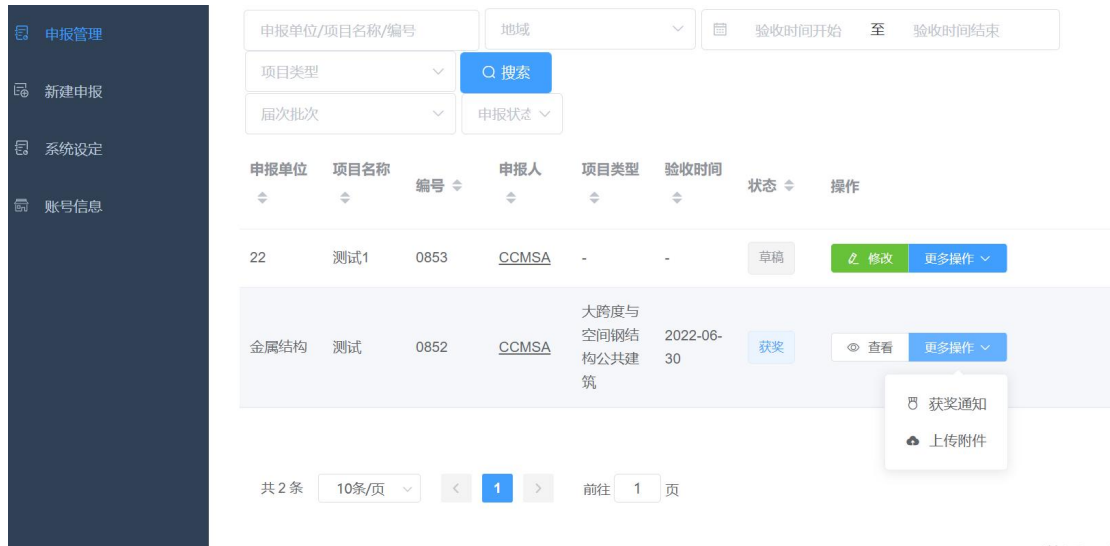 申报管理
新建申报
系统设定
账号信息
申报单位/项目名称/编号 地域 验收时间开始 至 验收时间结束
项目类型 搜索
届次批次 申报状态
申报单位 项目名称 编号 申报人 项目类型 验收时间 状态 操作
22 测试1 0853 CCMSA - - 草稿 修改 更多操作
金属结构 测试 0852 CCMSA 大跨度与
空间钢结
构公共建
筑 2022-06-
30 获奖 查看 更多操作
获奖通知
上传附件
共 2 条 10条/页 1 前往 1 页